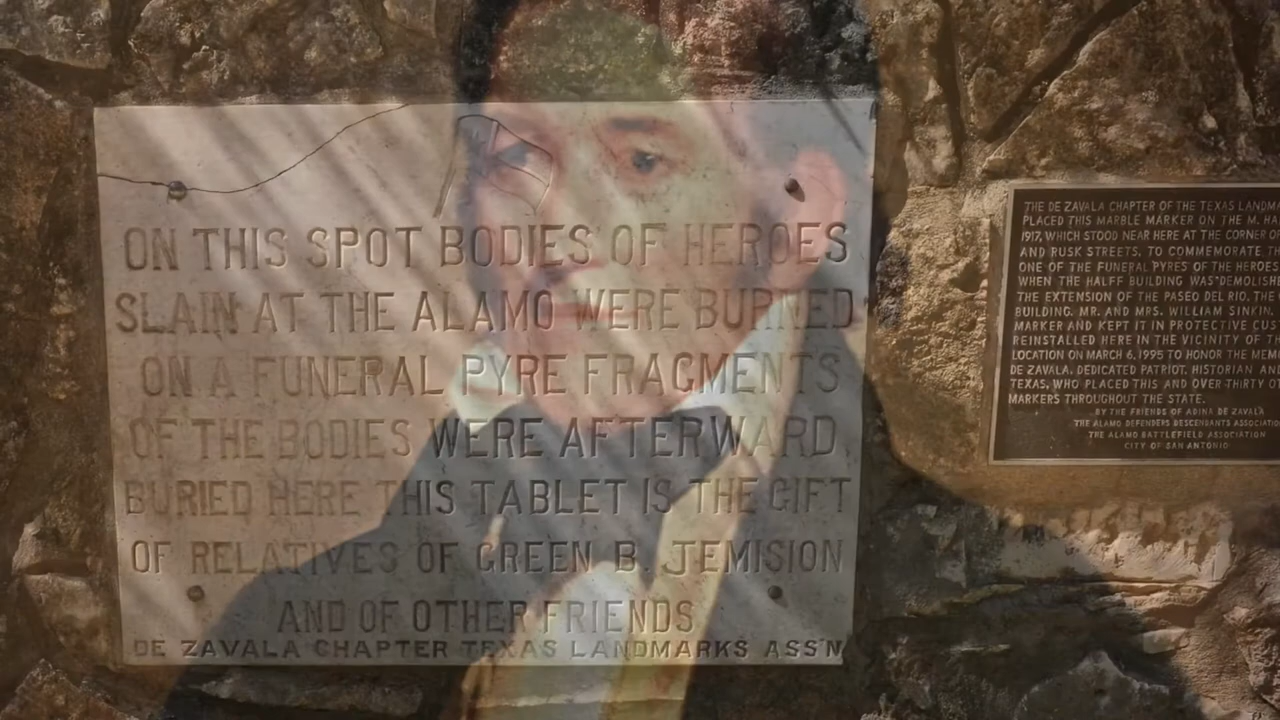 ON THIS SPOT BODIES OF HEROES
SLAIN AT THE ALAMO WERE BURNED
ON A FUNERAL PYRE FRAGMENTS
OF THE BODIES WERE AFTERWARD
BURIED HERE THIS TABLET IS THE GIFT
OF RELATIVES OF GREEN B. JEMISION
AND OF OTHER FRIENDS
DE ZAVALA CHAPTER TEXAS LANDMARKS ASS'N
THE DE ZAVALA CHAPTER OF THE TEXAS LANDMA
PLACED THIS MARBLE MARKER ON THE M. HA
1917, WHICH STOOD NEAR HERE AT THE CORNER OF
AND RUSK STREETS, TO COMMEMORATE TH
ONE OF THE FUNERAL PYRES OF THE HEROES
WHEN THE HALFF BUILDING WAS DEMOLISHE
THE EXTENSION OF THE PASEO DEL RIO, THE
BUILDING, MR. AND MRS. WILLIAM SINKIN,
MARKER AND KEPT IT IN PROTECTIVE CUS
REINSTALLED HERE IN THE VICINITY OF TH
LOCATION ON MARCH 6, 1995 TO HONOR THE MEMO
DE ZAVALA, DEDICATED PATRIOT, HISTORIAN AND
TEXAS, WHO PLACED THIS AND OVER THIRTY OT
MARKERS THROUGHOUT THE STATE.
BY THE FRIENDS OF ADINA DE ZAVALA
THE ALAMO DEFENDERS DESCENDANTS ASSOCIATIO
THE ALAMO BATTLEFIELD ASSOCIATION
CITY OF SAN ANTONIO